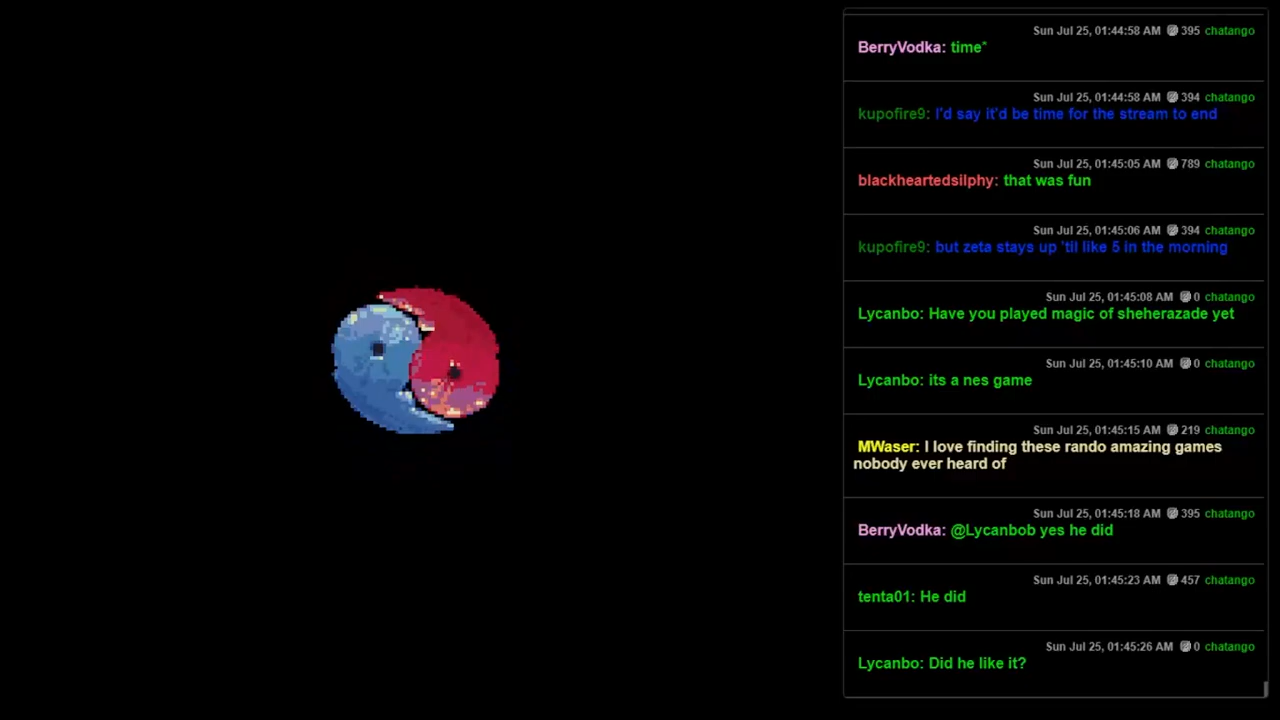 Sun Jul 25, 01:44:58 AM 395 chatango
BerryVodka: time*
Sun Jul 25, 01:44:58 AM 394 chatango
kupofire9: I'd say it'd be time for the stream to end
Sun Jul 25, 01:45:05 AM 789 chatango
blackheartedsilphy: that was fun
Sun Jul 25, 01:45:06 AM 394 chatango
kupofire9: but zeta stays up 'til like 5 in the morning
Sun Jul 25, 01:45:08 AM 0 chatango
Lycanbo: Have you played magic of sheherazade yet
Sun Jul 25, 01:45:10 AM 0 chatango
Lycanbo: its a nes game
Sun Jul 25, 01:45:15 AM 219 chatango
MWaser: I love finding these rando amazing games
nobody ever heard of
Sun Jul 25, 01:45:18 AM 395 chatango
BerryVodka: @Lycanbob yes he did
Sun Jul 25, 01:45:23 AM 457 chatango
tenta01: He did
Sun Jul 25, 01:45:26 AM 0 chatango
Lycanbo: Did he like it?